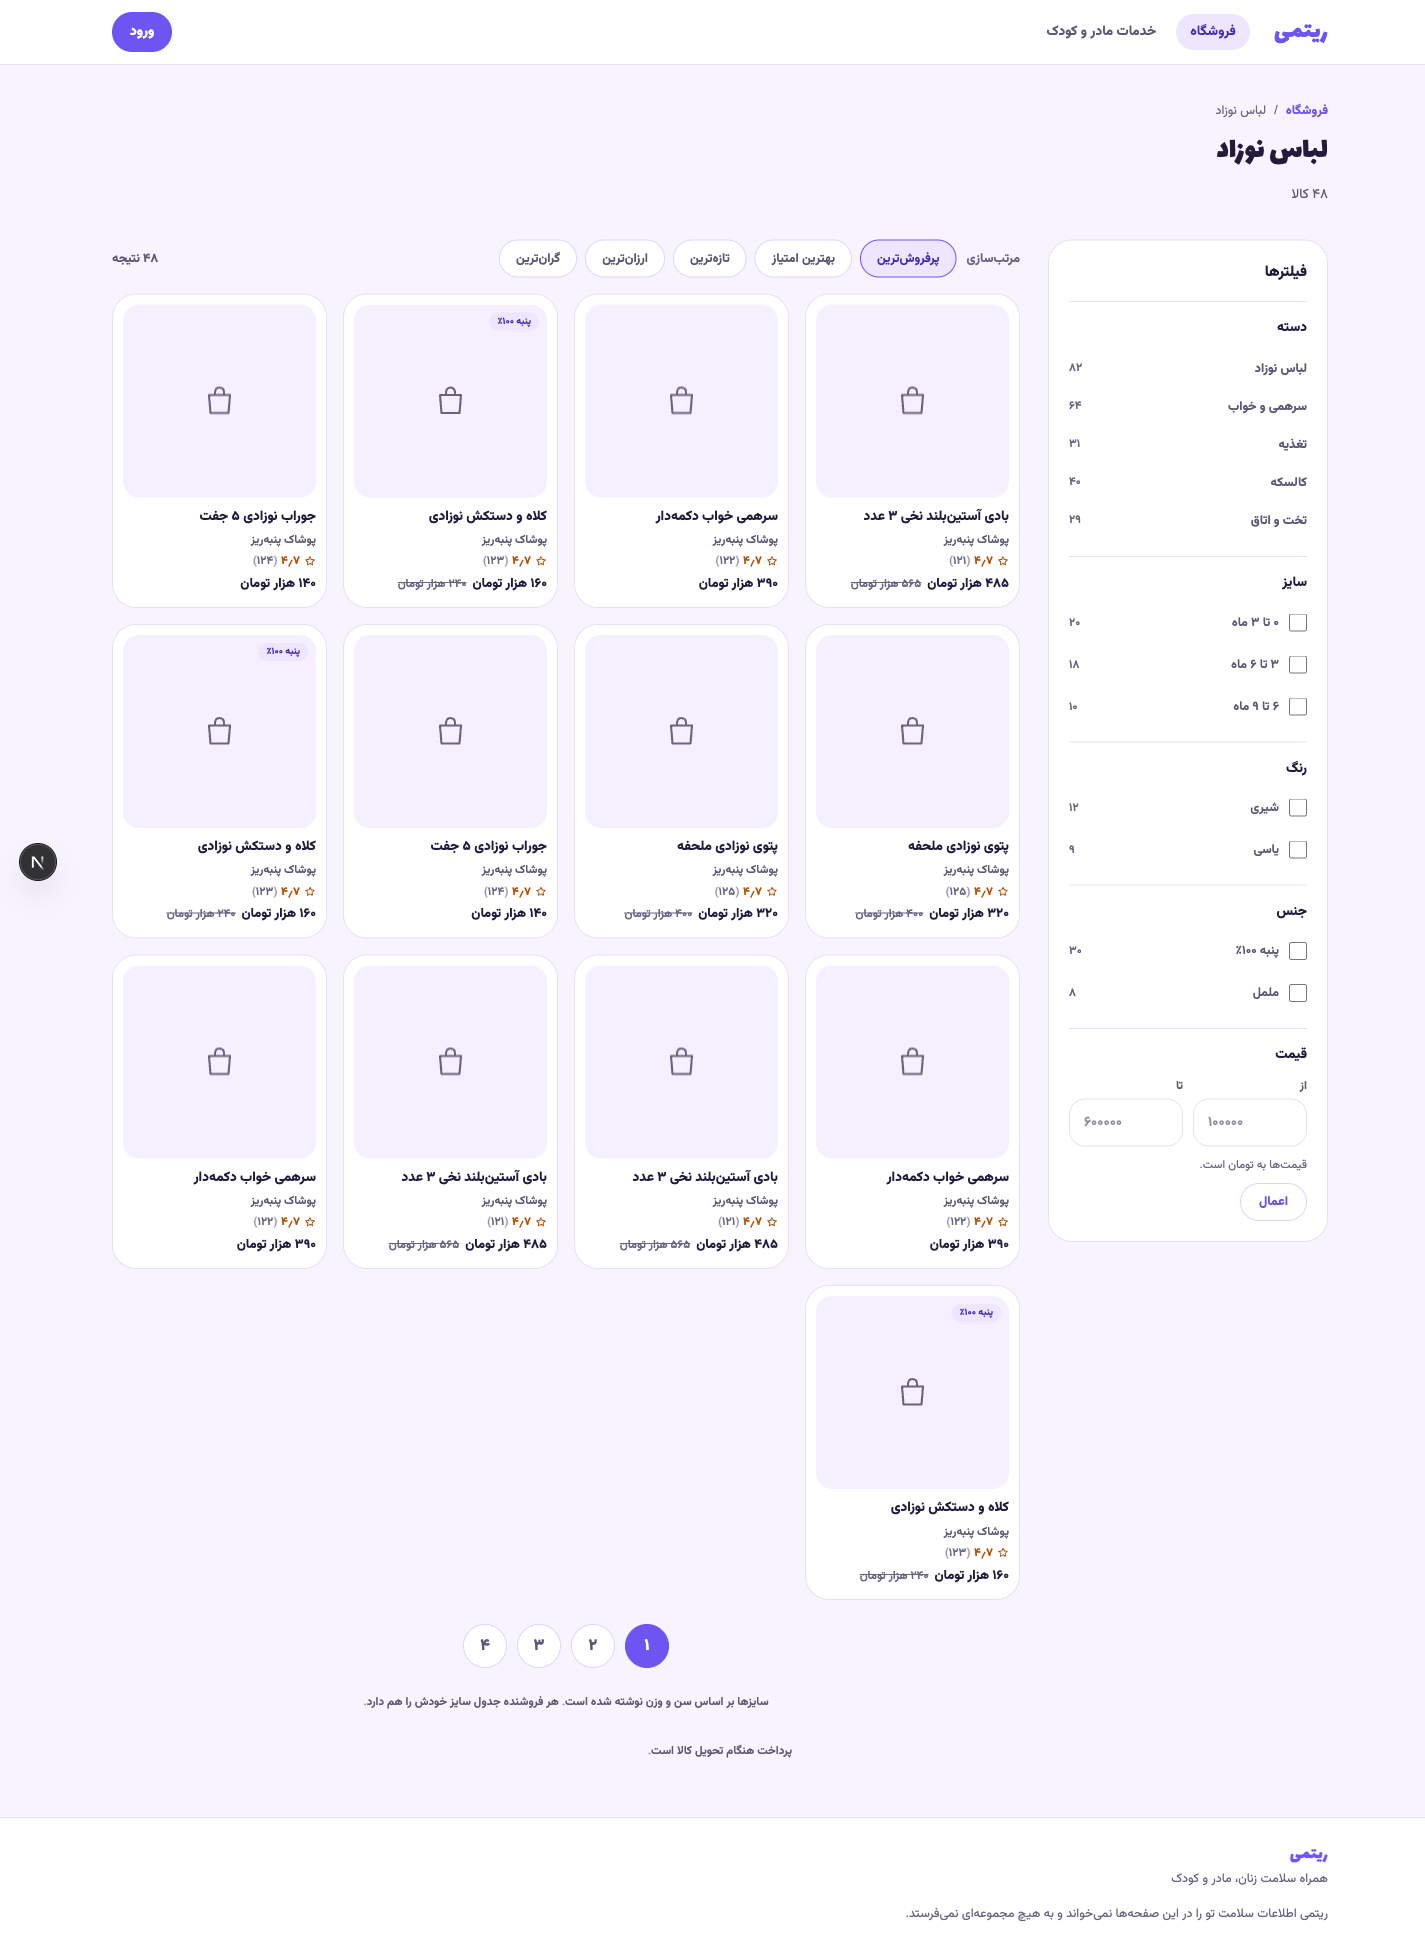 ریتمی
فروشگاه
خدمات مادر و کودک
ورود
فروشگاه / لباس نوزاد
لباس نوزاد
۴۸ کالا
فیلترها
دسته
لباس نوزاد ۸۲
سرهمی و خواب ۶۴
تغذیه ۳۱
کالسکه ۴۰
تخت و اتاق ۲۹
سایز
۰ تا ۳ ماه ۲۰
۳ تا ۶ ماه ۱۸
۶ تا ۹ ماه ۱۰
رنگ
شیری ۱۲
یاسی ۹
جنس
پنبه ۱۰۰٪ ۳۰
ململ ۸
قیمت
از تا
۱۰۰۰۰۰ ۶۰۰۰۰۰
قیمت‌ها به تومان است.
اعمال
مرتب‌سازی پرفروش‌ترین بهترین امتیاز تازه‌ترین ارزان‌ترین گران‌ترین
۴۸ نتیجه
بادی آستین‌بلند نخی ۳ عدد
پوشاک پنبه‌ریز
۴٫۷ (۱۲۱)
۴۸۵ هزار تومان ۵۶۵ هزار تومان
سرهمی خواب دکمه‌دار
پوشاک پنبه‌ریز
۴٫۷ (۱۲۲)
۳۹۰ هزار تومان
پنبه ۱۰۰٪
کلاه و دستکش نوزادی
پوشاک پنبه‌ریز
۴٫۷ (۱۲۳)
۱۶۰ هزار تومان ۲۴۰ هزار تومان
جوراب نوزادی ۵ جفت
پوشاک پنبه‌ریز
۴٫۷ (۱۲۴)
۱۴۰ هزار تومان
پتوی نوزادی ملحفه
پوشاک پنبه‌ریز
۴٫۷ (۱۲۵)
۳۲۰ هزار تومان ۴۰۰ هزار تومان
پتوی نوزادی ملحفه
پوشاک پنبه‌ریز
۴٫۷ (۱۲۵)
۳۲۰ هزار تومان ۴۰۰ هزار تومان
جوراب نوزادی ۵ جفت
پوشاک پنبه‌ریز
۴٫۷ (۱۲۴)
۱۴۰ هزار تومان
پنبه ۱۰۰٪
کلاه و دستکش نوزادی
پوشاک پنبه‌ریز
۴٫۷ (۱۲۳)
۱۶۰ هزار تومان ۲۴۰ هزار تومان
سرهمی خواب دکمه‌دار
پوشاک پنبه‌ریز
۴٫۷ (۱۲۲)
۳۹۰ هزار تومان
بادی آستین‌بلند نخی ۳ عدد
پوشاک پنبه‌ریز
۴٫۷ (۱۲۱)
۴۸۵ هزار تومان ۵۶۵ هزار تومان
بادی آستین‌بلند نخی ۳ عدد
پوشاک پنبه‌ریز
۴٫۷ (۱۲۱)
۴۸۵ هزار تومان ۵۶۵ هزار تومان
سرهمی خواب دکمه‌دار
پوشاک پنبه‌ریز
۴٫۷ (۱۲۲)
۳۹۰ هزار تومان
پنبه ۱۰۰٪
کلاه و دستکش نوزادی
پوشاک پنبه‌ریز
۴٫۷ (۱۲۳)
۱۶۰ هزار تومان ۲۴۰ هزار تومان
۱ ۲ ۳ ۴
سایزها بر اساس سن و وزن نوشته شده است. هر فروشنده جدول سایز خودش را هم دارد.
پرداخت هنگام تحویل کالا است.
N
ریتمی
همراه سلامت زنان، مادر و کودک
ریتمی اطلاعات سلامت تو را در این صفحه‌ها نمی‌خواند و به هیچ مجموعه‌ای نمی‌فرستد.